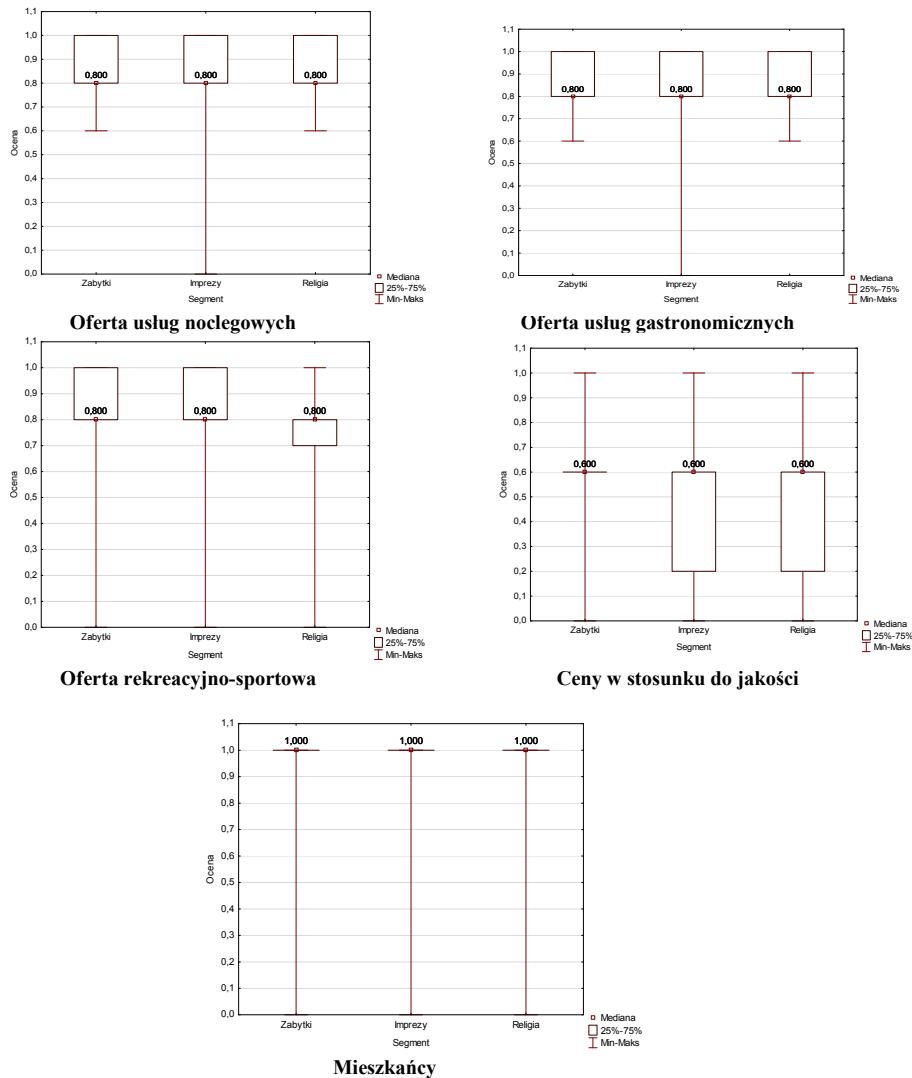 1,1
1,0
0,9
0,8
0,7
0,6
0,5
0,4
0,3
0,2
0,1
0,0
Ocena
0,800 0,800 0,800
Zabytki Imprezy Religia
Segment
Mediana
25%-75%
Min-Maks
Oferta usług noclegowych
1,1
1,0
0,9
0,8
0,7
0,6
0,5
0,4
0,3
0,2
0,1
0,0
Ocena
0,800 0,800 0,800
Zabytki Imprezy Religia
Segment
Mediana
25%-75%
Min-Maks
Oferta usług gastronomicznych
1,1
1,0
0,9
0,8
0,7
0,6
0,5
0,4
0,3
0,2
0,1
0,0
Ocena
0,800 0,800 0,800
Zabytki Imprezy Religia
Segment
Mediana
25%-75%
Min-Maks
Oferta rekreacyjno-sportowa
1,1
1,0
0,9
0,8
0,7
0,6
0,5
0,4
0,3
0,2
0,1
0,0
Ocena
0,600 0,600 0,600
Zabytki Imprezy Religia
Segment
Mediana
25%-75%
Min-Maks
Ceny w stosunku do jakości
1,1
1,0
0,9
0,8
0,7
0,6
0,5
0,4
0,3
0,2
0,1
0,0
Ocena
1,000 1,000 1,000
Zabytki Imprezy Religia
Segment
Mediana
25%-75%
Min-Maks
Mieszkańcy